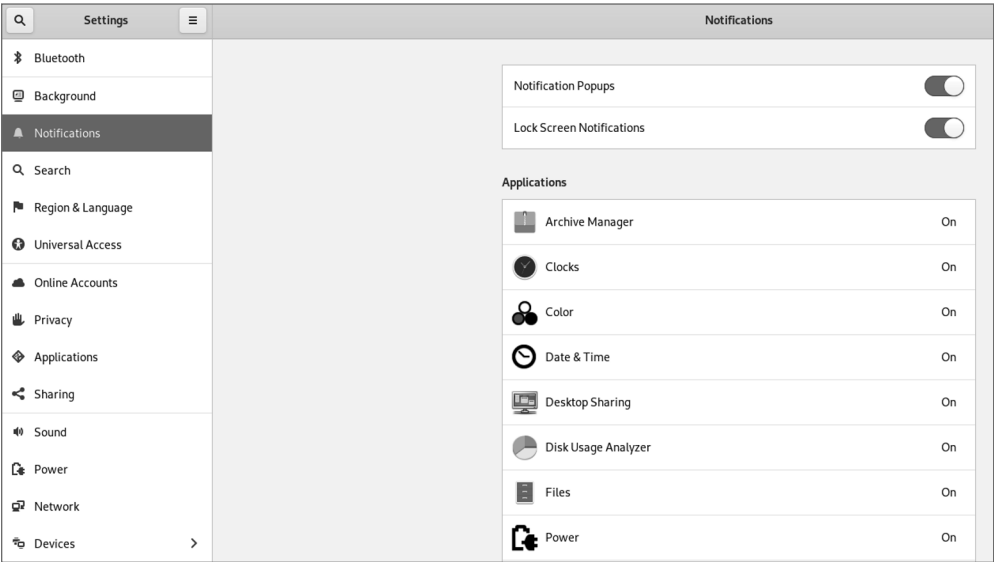 Settings
Notifications
Bluetooth
Background
Notifications
Search
Region & Language
Universal Access
Online Accounts
Privacy
Applications
Sharing
Sound
Power
Network
Devices
Notification Popups
Lock Screen Notifications
Applications
Archive Manager On
Clocks On
Color On
Date & Time On
Desktop Sharing On
Disk Usage Analyzer On
Files On
Power On